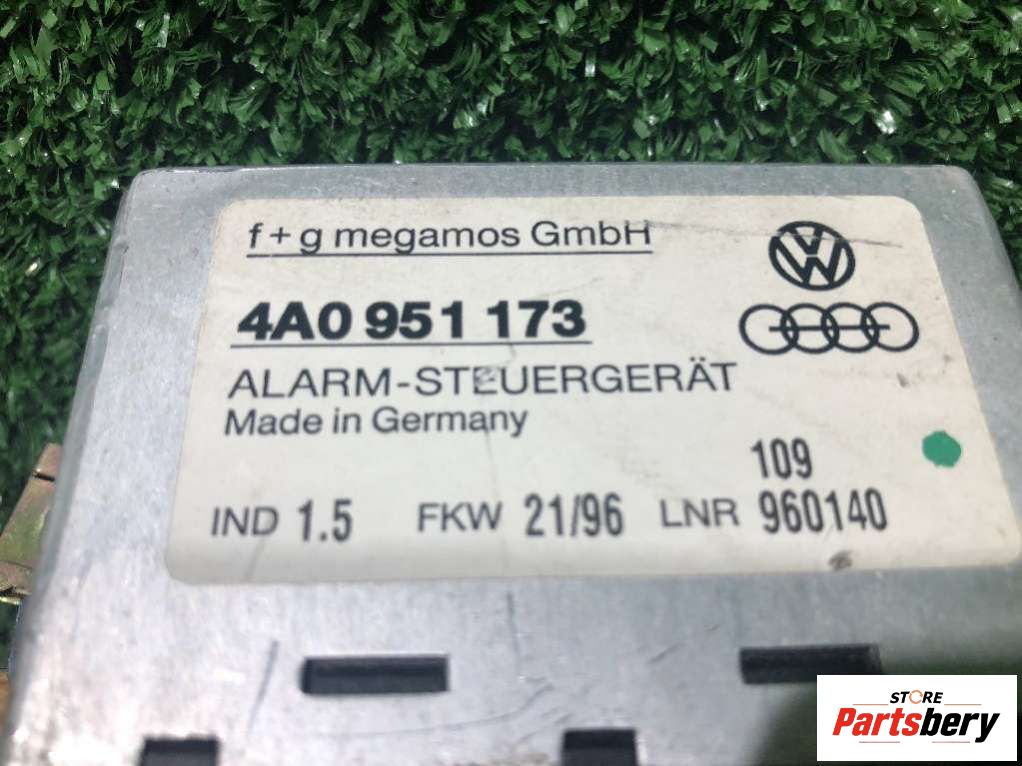 f+g megamos GmbH
4A0 951 173
ALARM-STEUERGERÄT
Made in Germany
109
IND 1.5 FKW 21/96 LNR 960140
STORE
Partsbery